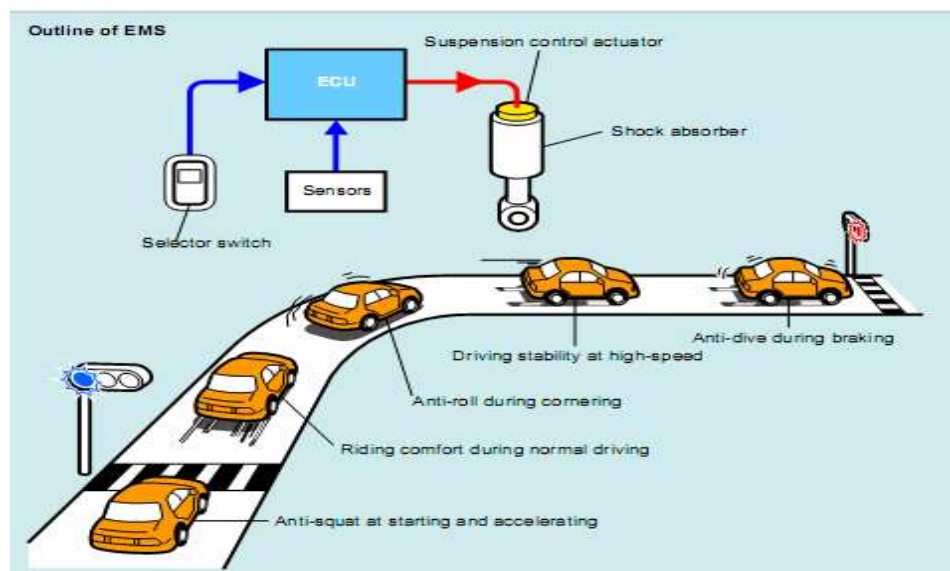 Outline of EMS
Suspension control actuator
ECU
Shock absorber
Sensors
Selector switch
Anti-dive during braking
Driving stability at high-speed
Anti-roll during cornering
Riding comfort during normal driving
Anti-squat at starting and accelerating